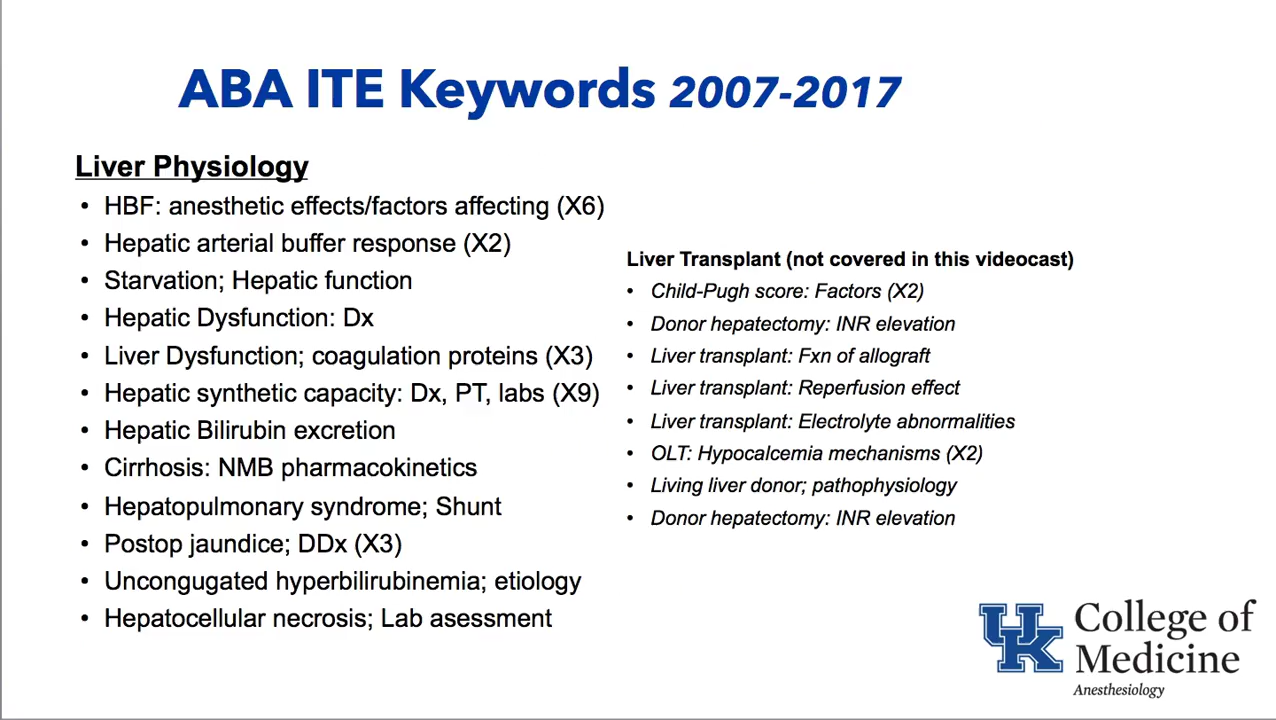 ABA ITE Keywords 2007-2017
Liver Physiology
• HBF: anesthetic effects/factors affecting (X6)
• Hepatic arterial buffer response (X2)
• Starvation; Hepatic function
• Hepatic Dysfunction: Dx
• Liver Dysfunction; coagulation proteins (X3)
• Hepatic synthetic capacity: Dx, PT, labs (X9)
• Hepatic Bilirubin excretion
• Cirrhosis: NMB pharmacokinetics
• Hepatopulmonary syndrome; Shunt
• Postop jaundice; DDx (X3)
• Uncongugated hyperbilirubinemia; etiology
• Hepatocellular necrosis; Lab asessment
Liver Transplant (not covered in this videocast)
• Child-Pugh score: Factors (X2)
• Donor hepatectomy: INR elevation
• Liver transplant: Fxn of allograft
• Liver transplant: Reperfusion effect
• Liver transplant: Electrolyte abnormalities
• OLT: Hypocalcemia mechanisms (X2)
• Living liver donor; pathophysiology
• Donor hepatectomy: INR elevation
UK
College of
Medicine
Anesthesiology